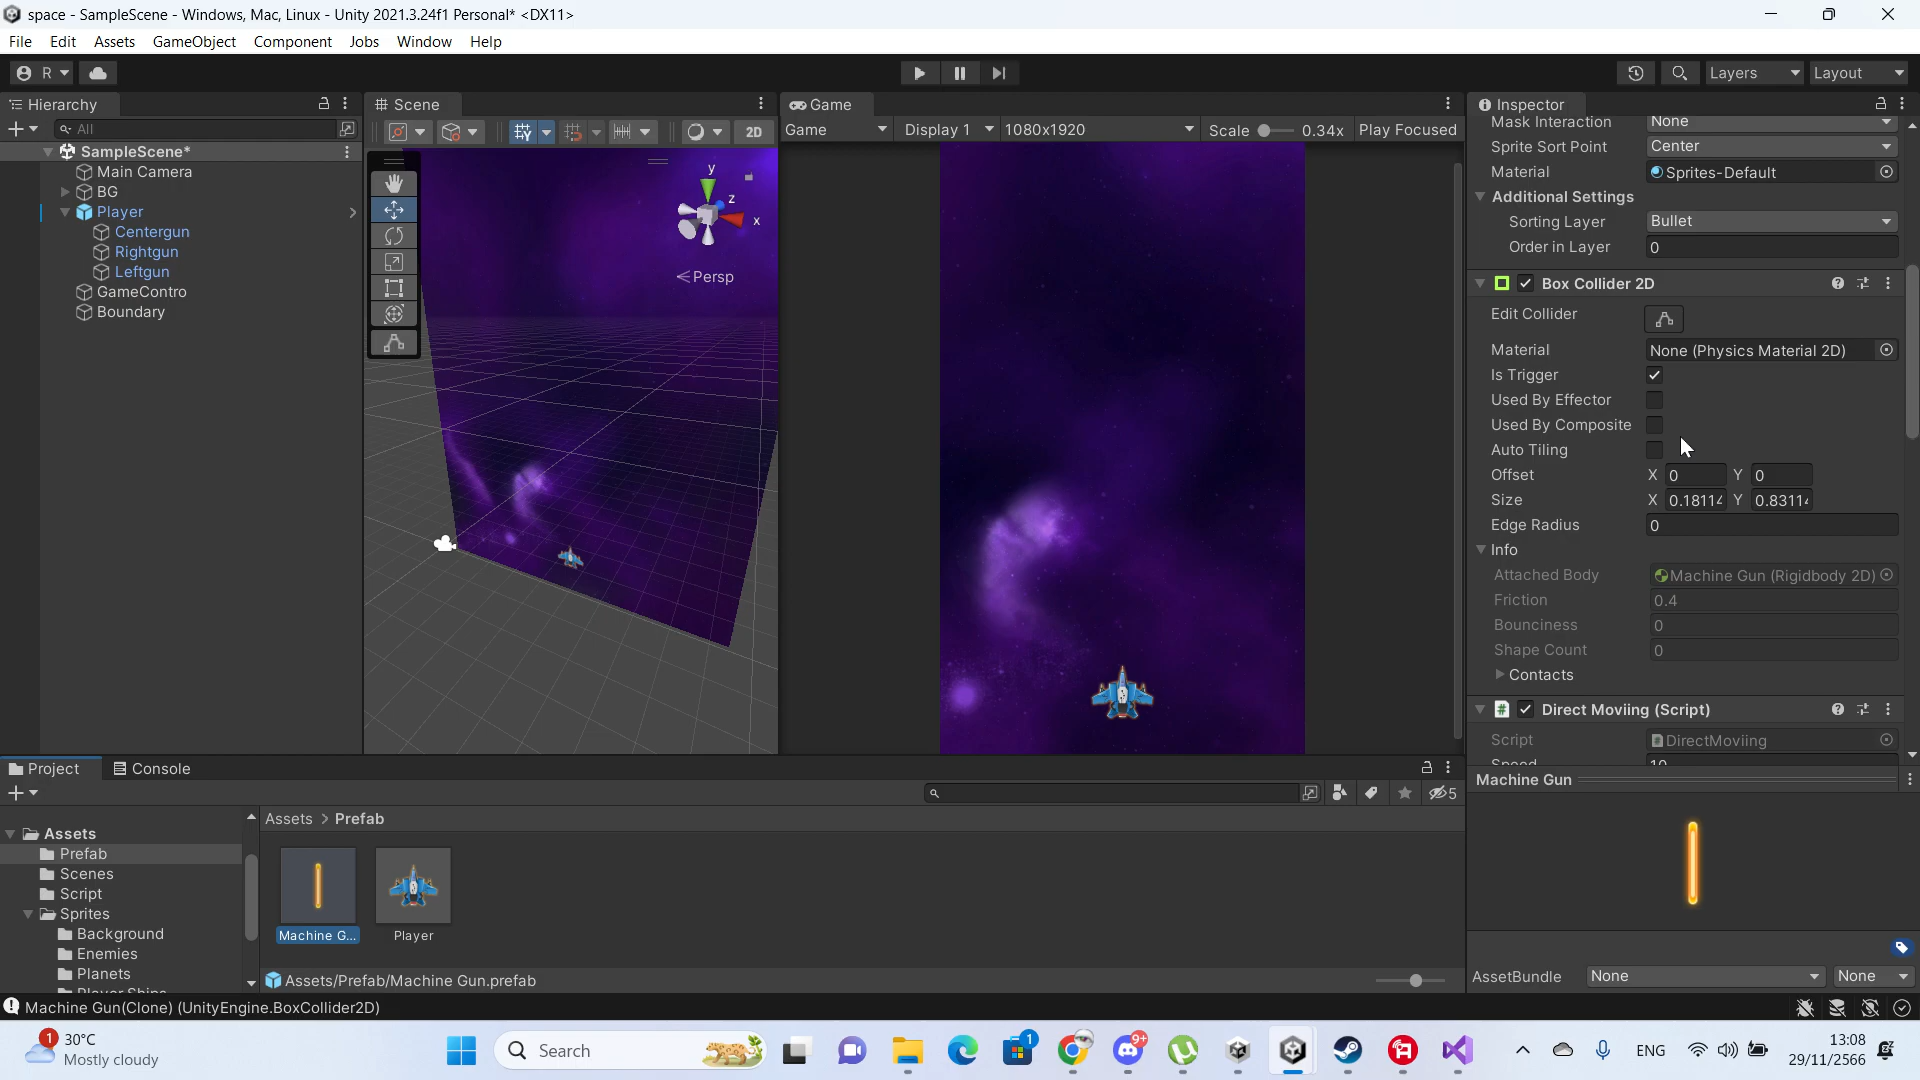 space - SampleScene - Windows, Mac, Linux - Unity 2021.3.24f1 Personal* <DX11>
File Edit Assets GameObject Component Jobs Window Help
R
Layers
Layout
Hierarchy
All
SampleScene*
Main Camera
BG
Player
Centergun
Rightgun
Leftgun
GameContro
Boundary
Scene
2D
y
z
x
Persp
Game
Game Display 1 1080x1920 Scale 0.34x Play Focused
Inspector
Mask Interaction None
Sprite Sort Point Center
Material Sprites-Default
Additional Settings
Sorting Layer Bullet
Order in Layer 0
Box Collider 2D
Edit Collider
Material None (Physics Material 2D)
Is Trigger
Used By Effector
Used By Composite
Auto Tiling
Offset X 0 Y 0
Size X 0.18114 Y 0.83114
Edge Radius 0
Info
Attached Body Machine Gun (Rigidbody 2D)
Friction 0.4
Bounciness 0
Shape Count 0
Contacts
Direct Moviing (Script)
Script DirectMoviing
Speed 10
Machine Gun
AssetBundle None None
Project Console
5
Assets
Prefab
Scenes
Script
Sprites
Background
Enemies
Planets
Player Ships
Assets > Prefab
Machine G...
Player
Assets/Prefab/Machine Gun.prefab
Machine Gun(Clone) (UnityEngine.BoxCollider2D)
1
30°C
Mostly cloudy
Search
1
9+
ENG
13:08
29/11/2566